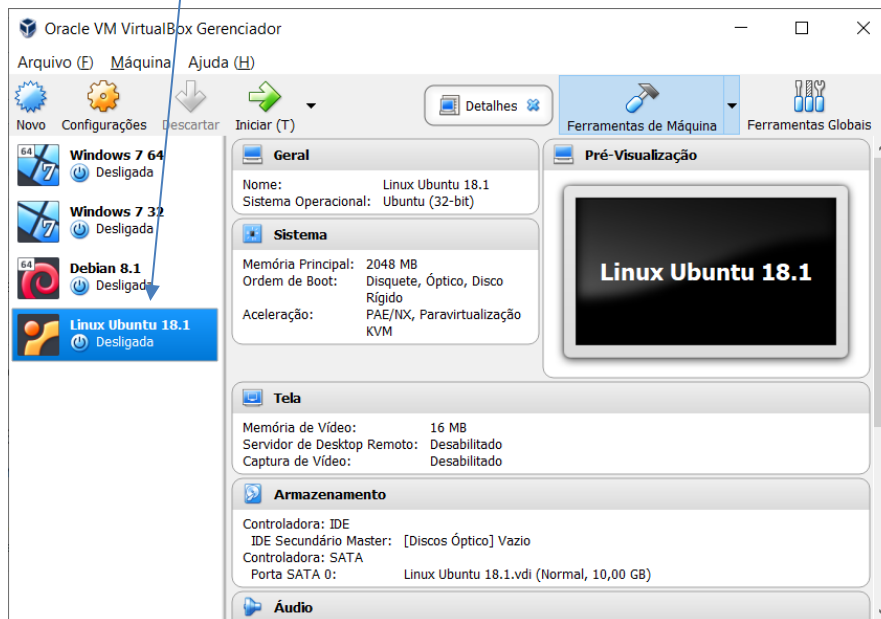 Oracle VM VirtualBox Gerenciador
Arquivo (F) Máquina Ajuda (H)
Novo Configurações Descartar Iniciar (T) Detalhes Ferramentas de Máquina Ferramentas Globais
64 Windows 7 64
Desligada
Windows 7 32
Desligada
64 Debian 8.1
Desligada
Linux Ubuntu 18.1
Desligada
Geral
Nome: Linux Ubuntu 18.1
Sistema Operacional: Ubuntu (32-bit)
Sistema
Memória Principal: 2048 MB
Ordem de Boot: Disquete, Óptico, Disco
Rígido
Aceleração: PAE/NX, Paravirtualização
KVM
Pré-Visualização
Linux Ubuntu 18.1
Tela
Memória de Vídeo: 16 MB
Servidor de Desktop Remoto: Desabilitado
Captura de Vídeo: Desabilitado
Armazenamento
Controladora: IDE
IDE Secundário Master: [Discos Óptico] Vazio
Controladora: SATA
Porta SATA 0: Linux Ubuntu 18.1.vdi (Normal, 10,00 GB)
Áudio